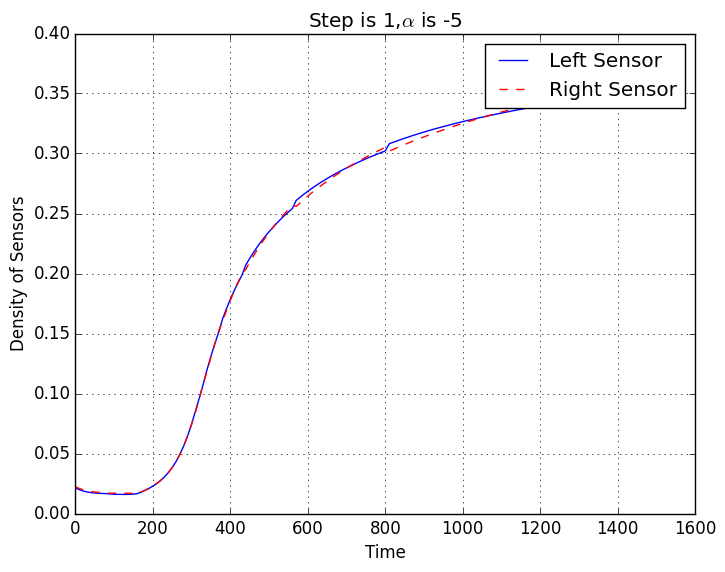 Step is 1,α is -5
Left Sensor
Right Sensor
0.40
0.35
0.30
0.25
0.20
0.15
0.10
0.05
0.00
Density of Sensors
0 200 400 600 800 1000 1200 1400 1600
Time